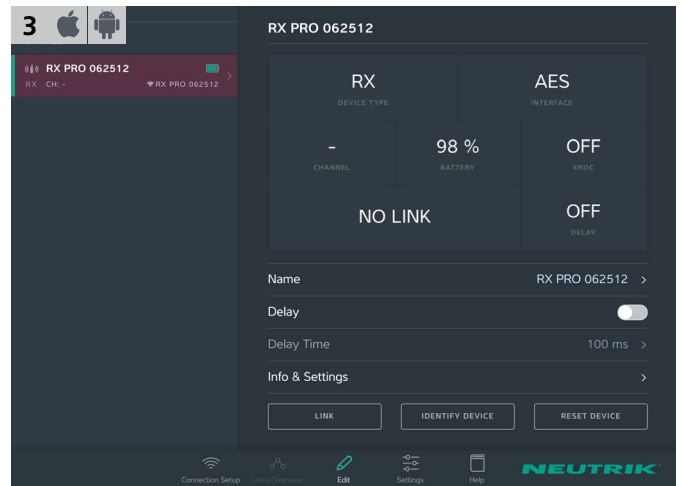 3
RX PRO 062512
RX PRO 062512
RX CH: - RX PRO 062512
RX
DEVICE TYPE
AES
INTERFACE
-
CHANNEL
98 %
BATTERY
OFF
XROC
NO LINK
OFF
DELAY
Name RX PRO 062512 >
Delay
Delay Time 100 ms >
Info & Settings >
LINK IDENTIFY DEVICE RESET DEVICE
Connection Setup Links/Overview Edit Settings Help
NEUTRIK